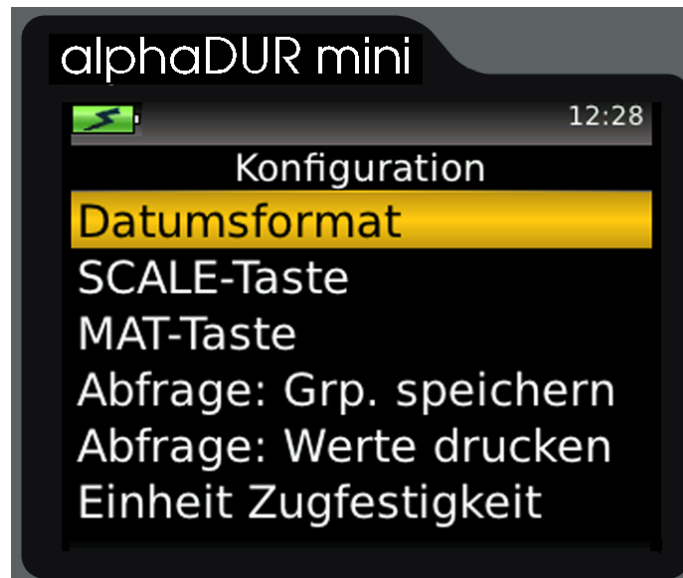 alphaDUR mini
12:28
Konfiguration
Datumsformat
SCALE-Taste
MAT-Taste
Abfrage: Grp. speichern
Abfrage: Werte drucken
Einheit Zugfestigkeit